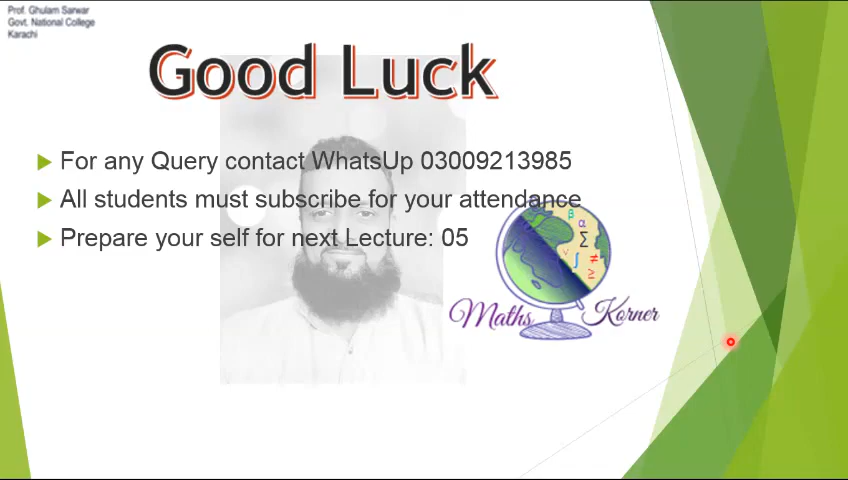 Prof. Ghulam Sarwar
Govt. National College
Karachi
Good Luck
For any Query contact WhatsUp 03009213985
All students must subscribe for your attendance
Prepare your self for next Lecture: 05
β
α
Σ
√
∫
≠
≥
Maths Korner